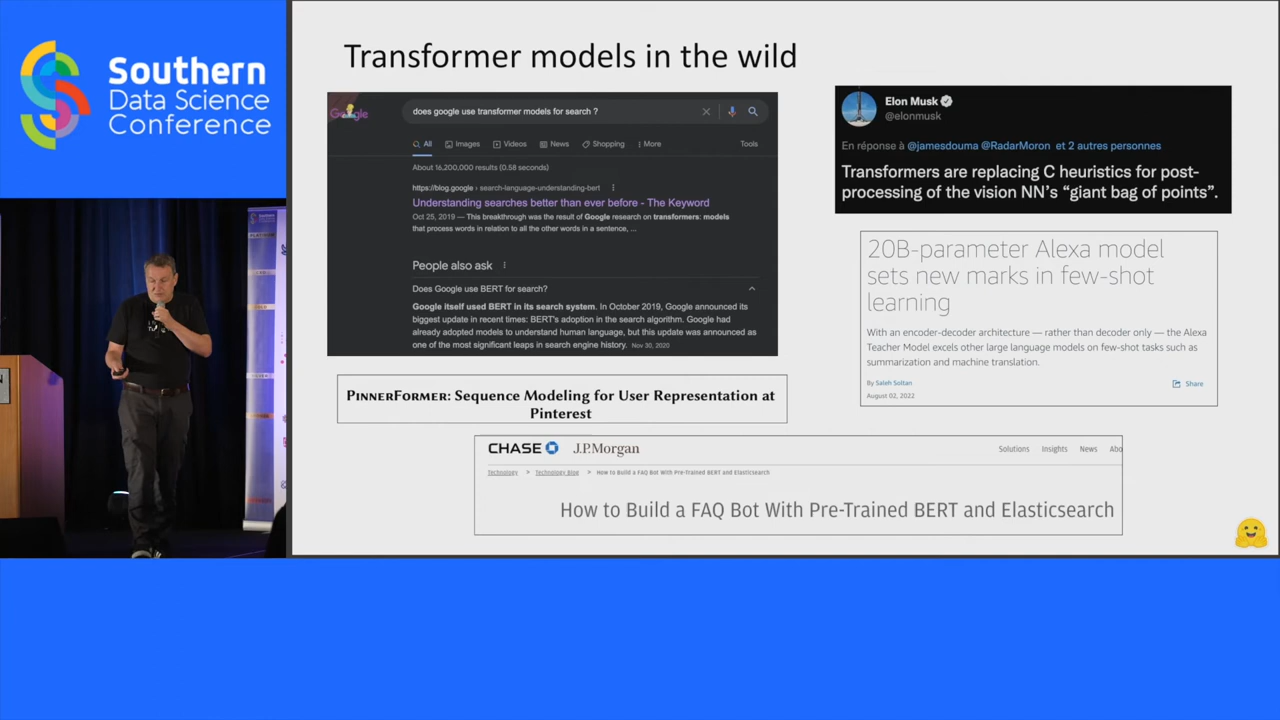 Southern
Data Science
Conference
Transformer models in the wild
Google
does google use transformer models for search ?
All
Images
Videos
News
Shopping
More
Tools
About 16,200,000 results (0.58 seconds)
https://blog.google › search-language-understanding-bert
Understanding searches better than ever before - The Keyword
Oct 25, 2019 — This breakthrough was the result of Google research on transformers: models
that process words in relation to all the other words in a sentence, ...
People also ask
Does Google use BERT for search?
Google itself used BERT in its search system. In October 2019, Google announced its
biggest update in recent times: BERT's adoption in the search algorithm. Google had
already adopted models to understand human language, but this update was announced as
one of the most significant leaps in search engine history. Nov 30, 2020
Elon Musk
@elonmusk
En réponse à @jamesdouma @RadarMoron et 2 autres personnes
Transformers are replacing C heuristics for post-
processing of the vision NN's “giant bag of points”.
20B-parameter Alexa model
sets new marks in few-shot
learning
With an encoder-decoder architecture — rather than decoder only — the Alexa
Teacher Model excels other large language models on few-shot tasks such as
summarization and machine translation.
By Saleh Soltan
Share
August 02, 2022
PinnerFormer: Sequence Modeling for User Representation at
Pinterest
CHASE J.P.Morgan
Solutions Insights News Abo
Technology > Technology Blog > How to Build a FAQ Bot With Pre-Trained BERT and Elasticsearch
How to Build a FAQ Bot With Pre-Trained BERT and Elasticsearch